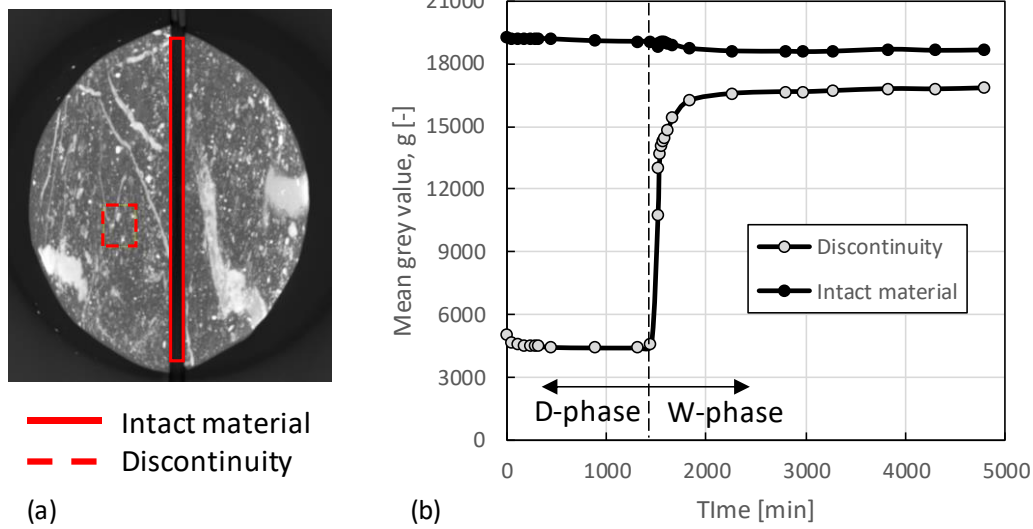 Intact material
Discontinuity
(a)
21000
18000
15000
12000
9000
6000
3000
0
Mean grey value, g [-]
Discontinuity
Intact material
D-phase
W-phase
0 1000 2000 3000 4000 5000
TIme [min]
(b)